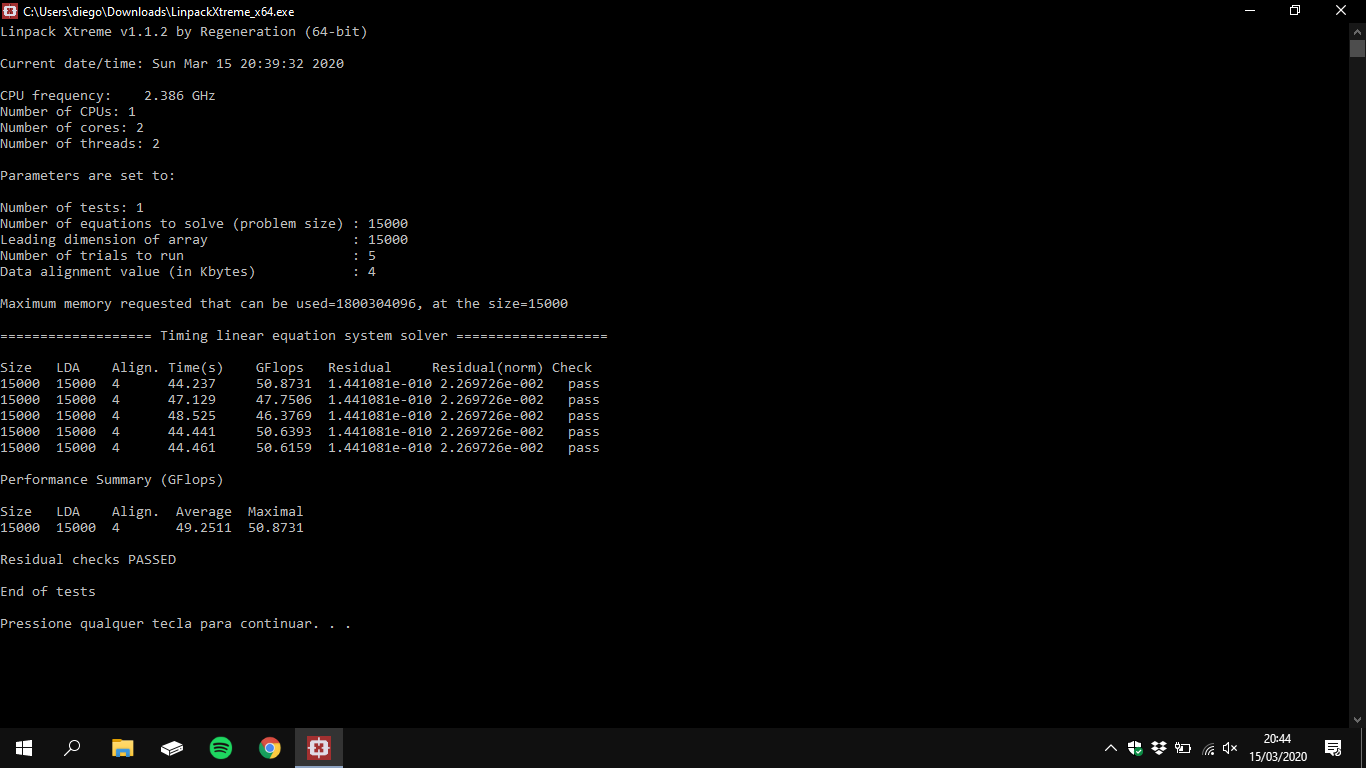 C:\Users\diego\Downloads\LinpackXtreme_x64.exe
Linpack Xtreme v1.1.2 by Regeneration (64-bit)
Current date/time: Sun Mar 15 20:39:32 2020
CPU frequency:    2.386 GHz
Number of CPUs: 1
Number of cores: 2
Number of threads: 2
Parameters are set to:
Number of tests: 1
Number of equations to solve (problem size) : 15000
Leading dimension of array                  : 15000
Number of trials to run                     : 5
Data alignment value (in Kbytes)            : 4
Maximum memory requested that can be used=1800304096, at the size=15000
=================== Timing linear equation system solver ===================
Size   LDA    Align. Time(s)    GFlops   Residual     Residual(norm) Check
15000  15000  4      44.237     50.8731  1.441081e-010 2.269726e-002   pass
15000  15000  4      47.129     47.7506  1.441081e-010 2.269726e-002   pass
15000  15000  4      48.525     46.3769  1.441081e-010 2.269726e-002   pass
15000  15000  4      44.441     50.6393  1.441081e-010 2.269726e-002   pass
15000  15000  4      44.461     50.6159  1.441081e-010 2.269726e-002   pass
Performance Summary (GFlops)
Size   LDA    Align.  Average  Maximal
15000  15000  4       49.2511  50.8731
Residual checks PASSED
End of tests
Pressione qualquer tecla para continuar. . .
20:44
15/03/2020